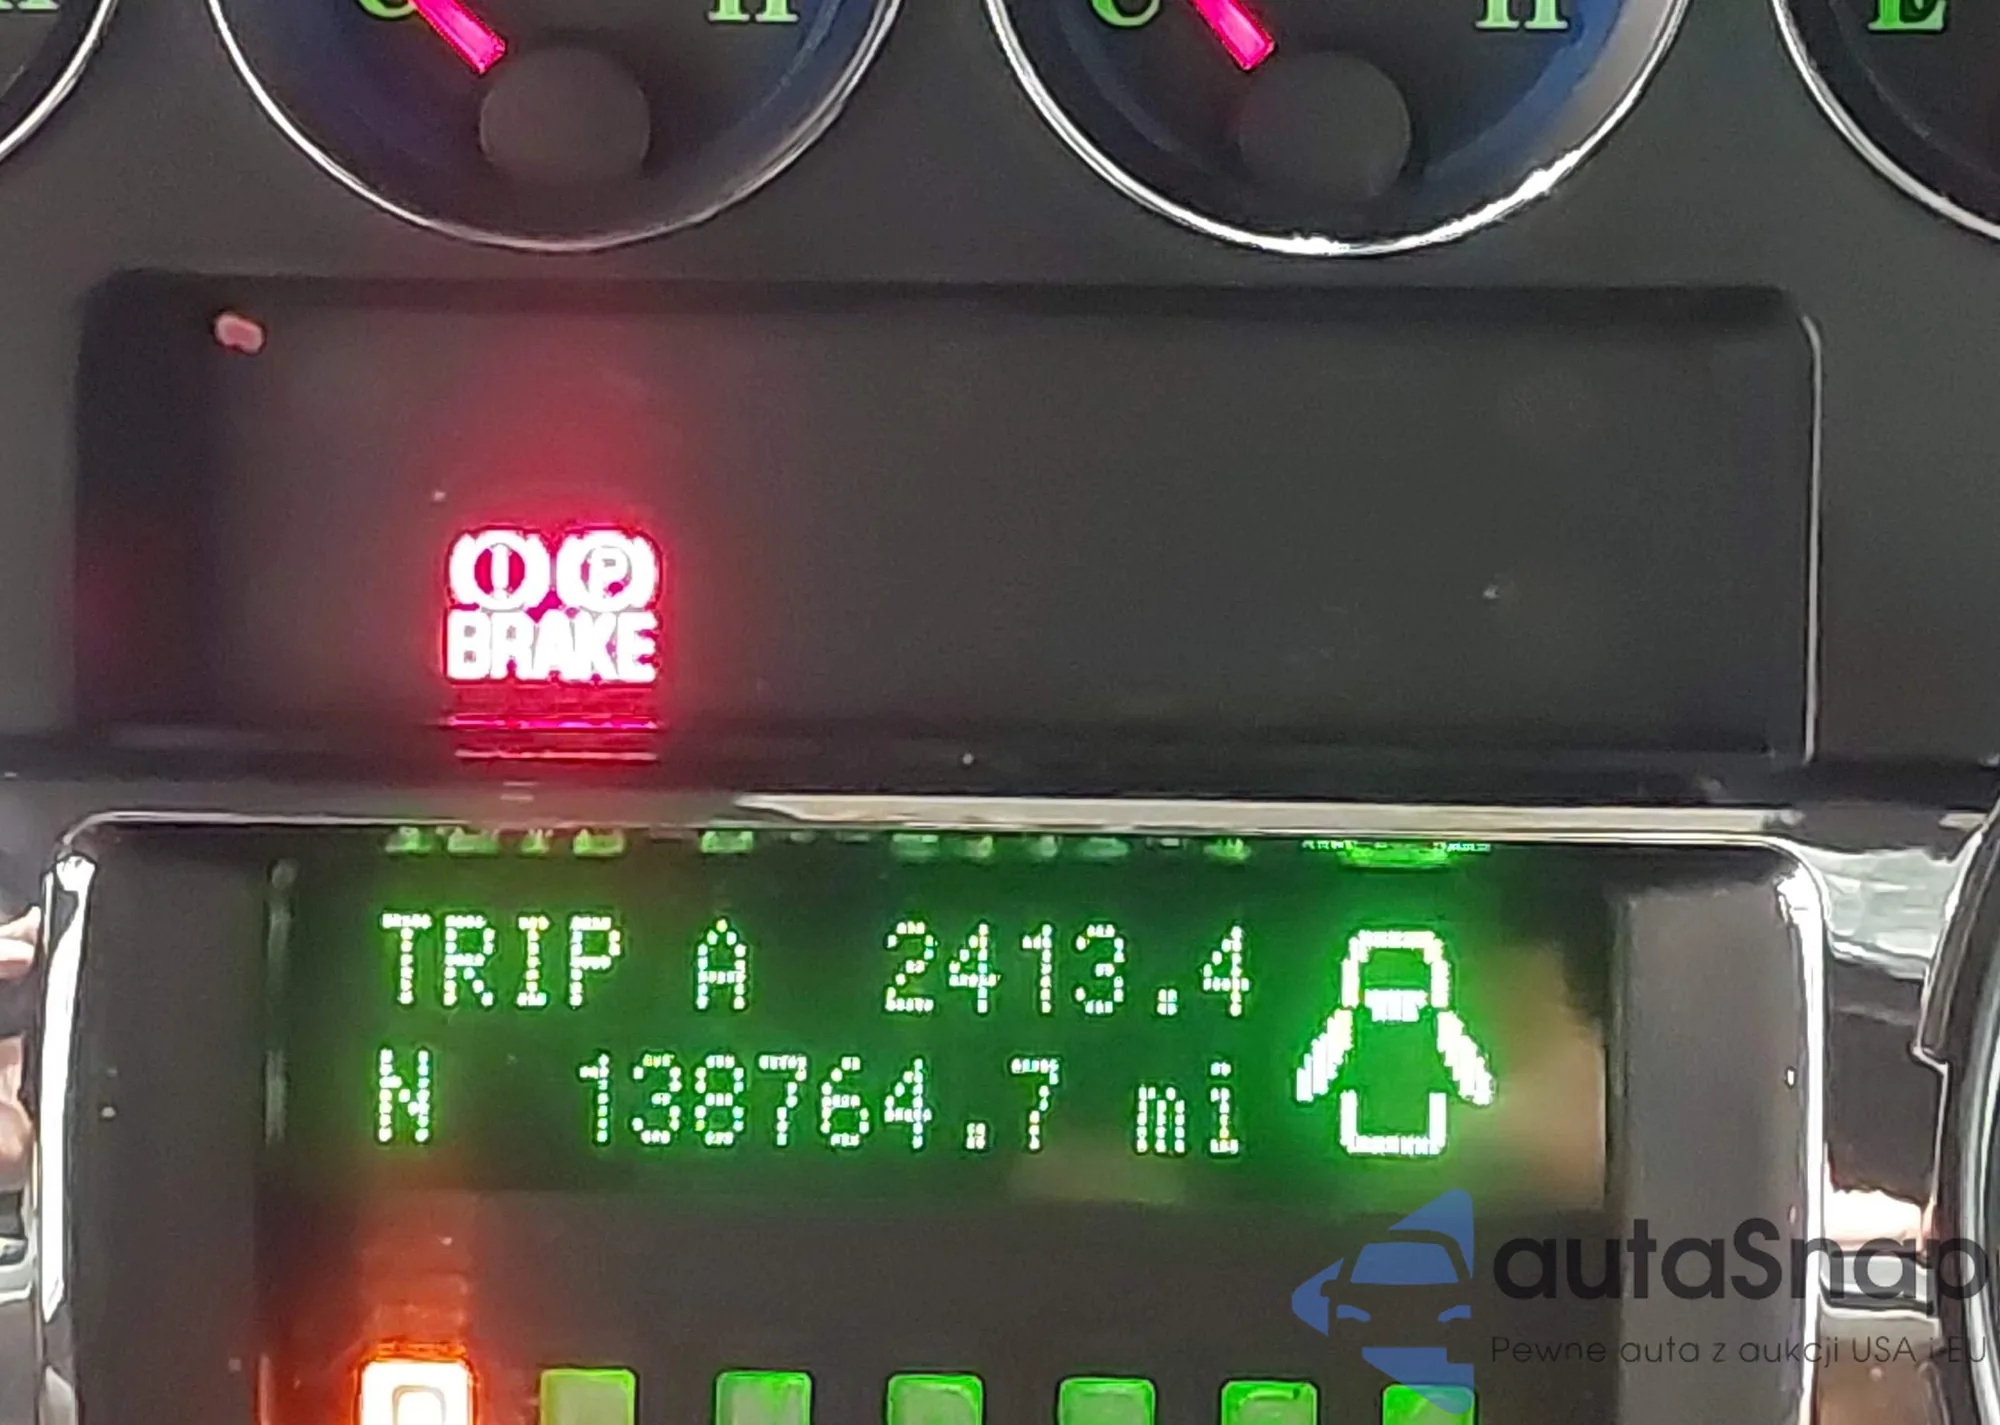 C H C H E
BRAKE
TRIP A 2413.4
N 138764.7 mi
autaSnap
Pewne auta z aukcji USA i EU